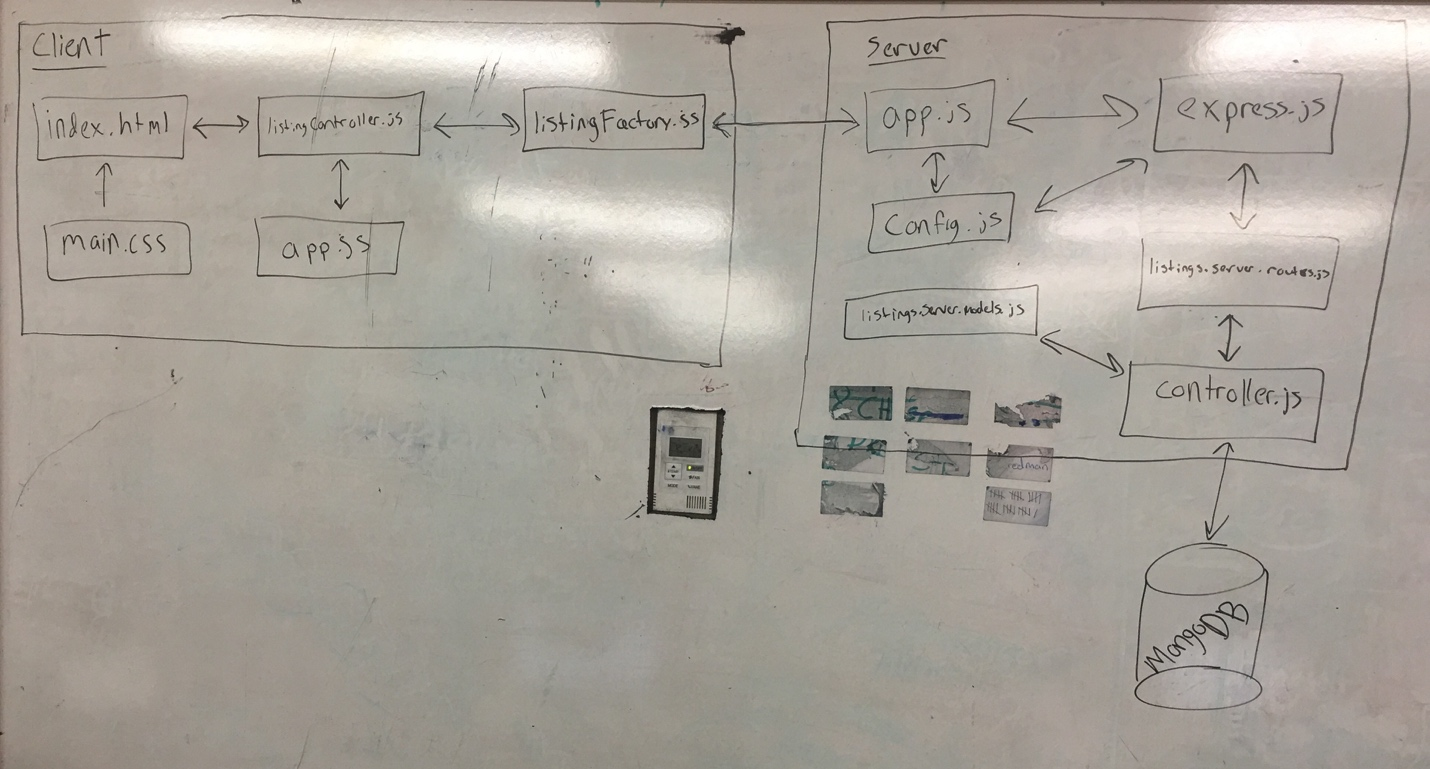 Client
index.html
listingController.js
listingFactory.js
main.css
app.js
Server
app.js
express.js
Config.js
listings.server.routes.js
listings.server.models.js
controller.js
redman
MongoDB